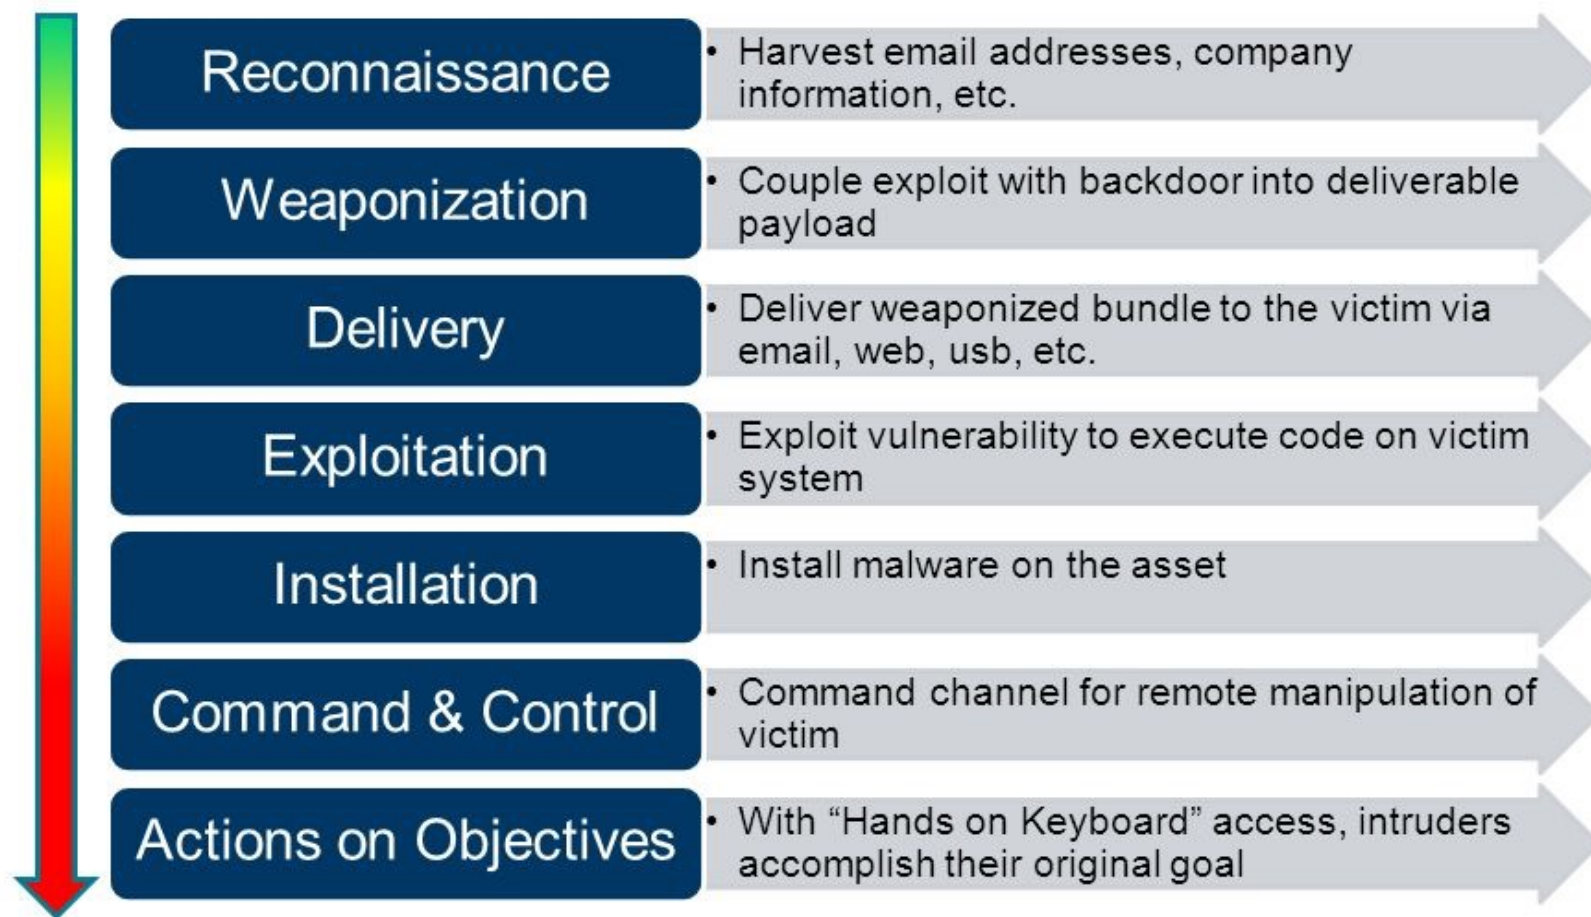 Reconnaissance
• Harvest email addresses, company
information, etc.
Weaponization
• Couple exploit with backdoor into deliverable
payload
Delivery
• Deliver weaponized bundle to the victim via
email, web, usb, etc.
Exploitation
• Exploit vulnerability to execute code on victim
system
Installation
• Install malware on the asset
Command & Control
• Command channel for remote manipulation of
victim
Actions on Objectives
• With “Hands on Keyboard” access, intruders
accomplish their original goal